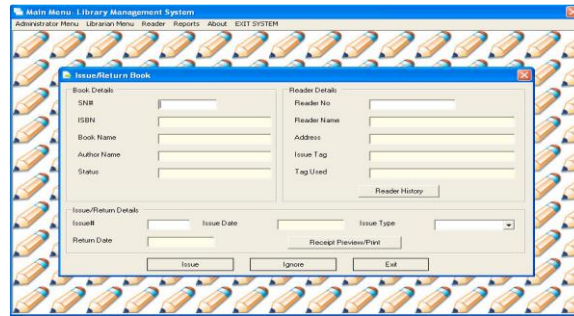 Main Menu- Library Management System
Administrator Menu Librarian Menu Reader Reports About EXIT SYSTEM
Issue/Return Book
Book Details
SN#
ISBN
Book Name
Author Name
Status
Reader Details
Reader No
Reader Name
Address
Issue Tag
Tag Used
Reader History
Issue/Return Details
Issue# Issue Date Issue Type
Return Date Receipt Preview/Print
Issue Ignore Exit